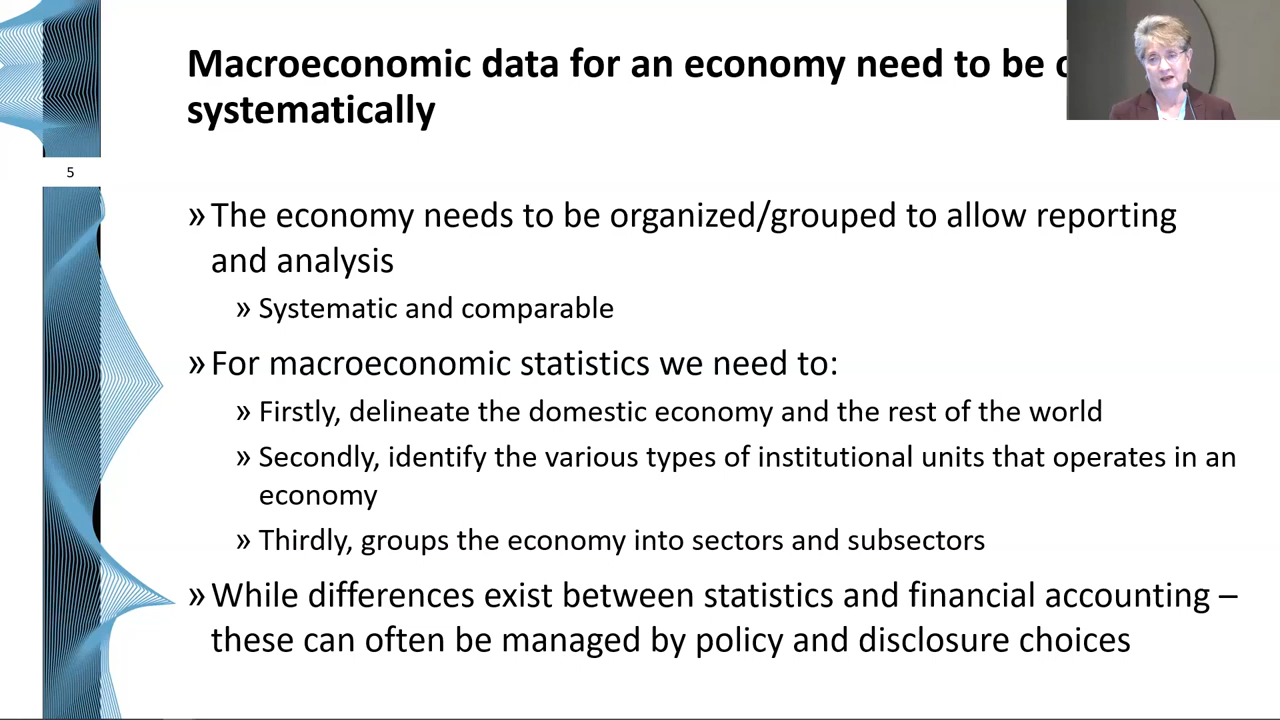 Macroeconomic data for an economy need to be
systematically
5
» The economy needs to be organized/grouped to allow reporting
and analysis
» Systematic and comparable
» For macroeconomic statistics we need to:
» Firstly, delineate the domestic economy and the rest of the world
» Secondly, identify the various types of institutional units that operates in an
economy
» Thirdly, groups the economy into sectors and subsectors
» While differences exist between statistics and financial accounting –
these can often be managed by policy and disclosure choices